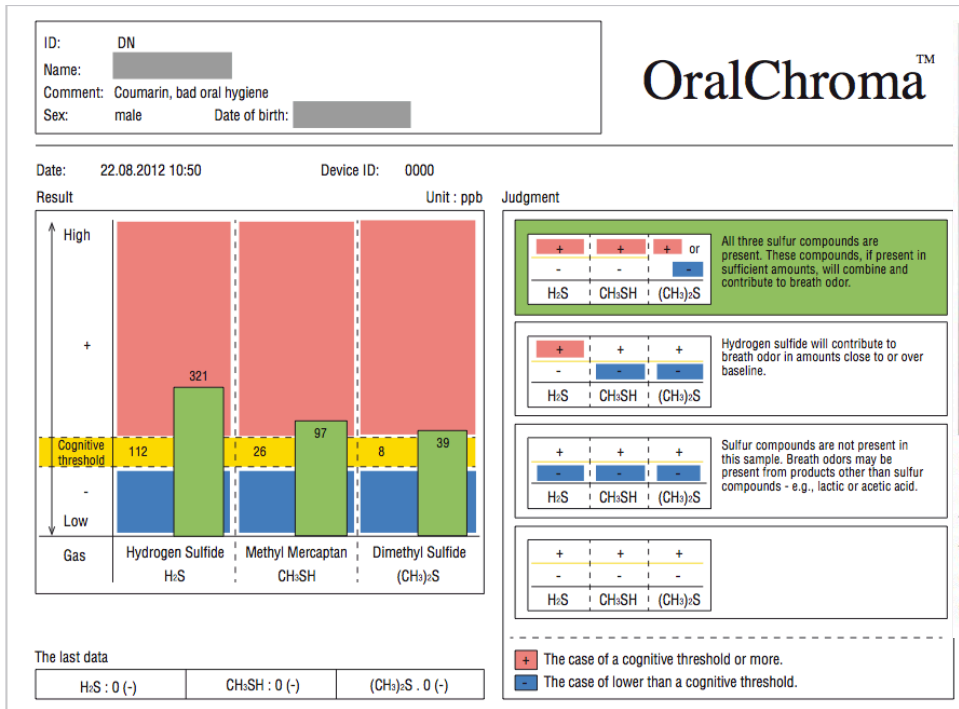 ID: DN
Name:
Comment: Coumarin, bad oral hygiene
Sex: male Date of birth:
OralChroma™
Date: 22.08.2012 10:50 Device ID: 0000
Result Unit : ppb
High
+
Cognitive
threshold
-
Low
321
97
39
112 26 8
Gas
Hydrogen Sulfide Methyl Mercaptan Dimethyl Sulfide
H₂S CH₃SH (CH₃)₂S
The last data
H₂S : 0 (-) CH₃SH : 0 (-) (CH₃)₂S . 0 (-)
Judgment
+ + + or
- - -
H₂S CH₃SH (CH₃)₂S
All three sulfur compounds are
present. These compounds, if present in
sufficient amounts, will combine and
contribute to breath odor.
+ + +
- - -
H₂S CH₃SH (CH₃)₂S
Hydrogen sulfide will contribute to
breath odor in amounts close to or over
baseline.
+ + +
- - -
H₂S CH₃SH (CH₃)₂S
Sulfur compounds are not present in
this sample. Breath odors may be
present from products other than sulfur
compounds - e.g., lactic or acetic acid.
+ + +
- - -
H₂S CH₃SH (CH₃)₂S
+ The case of a cognitive threshold or more.
- The case of lower than a cognitive threshold.